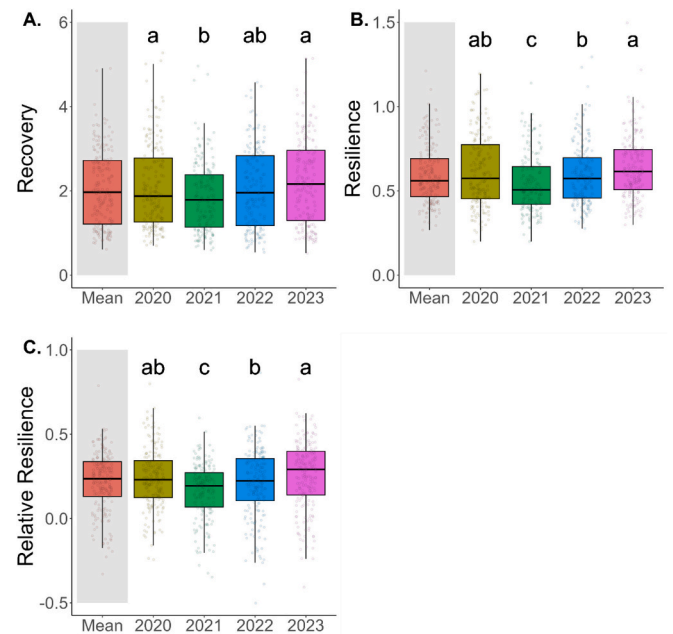 A.
6
4
2
0
Recovery
a b ab a
Mean 2020 2021 2022 2023
B.
1.5
1.0
0.5
0.0
Resilience
ab c b a
Mean 2020 2021 2022 2023
C.
1.0
0.5
0.0
-0.5
Relative Resilience
ab c b a
Mean 2020 2021 2022 2023